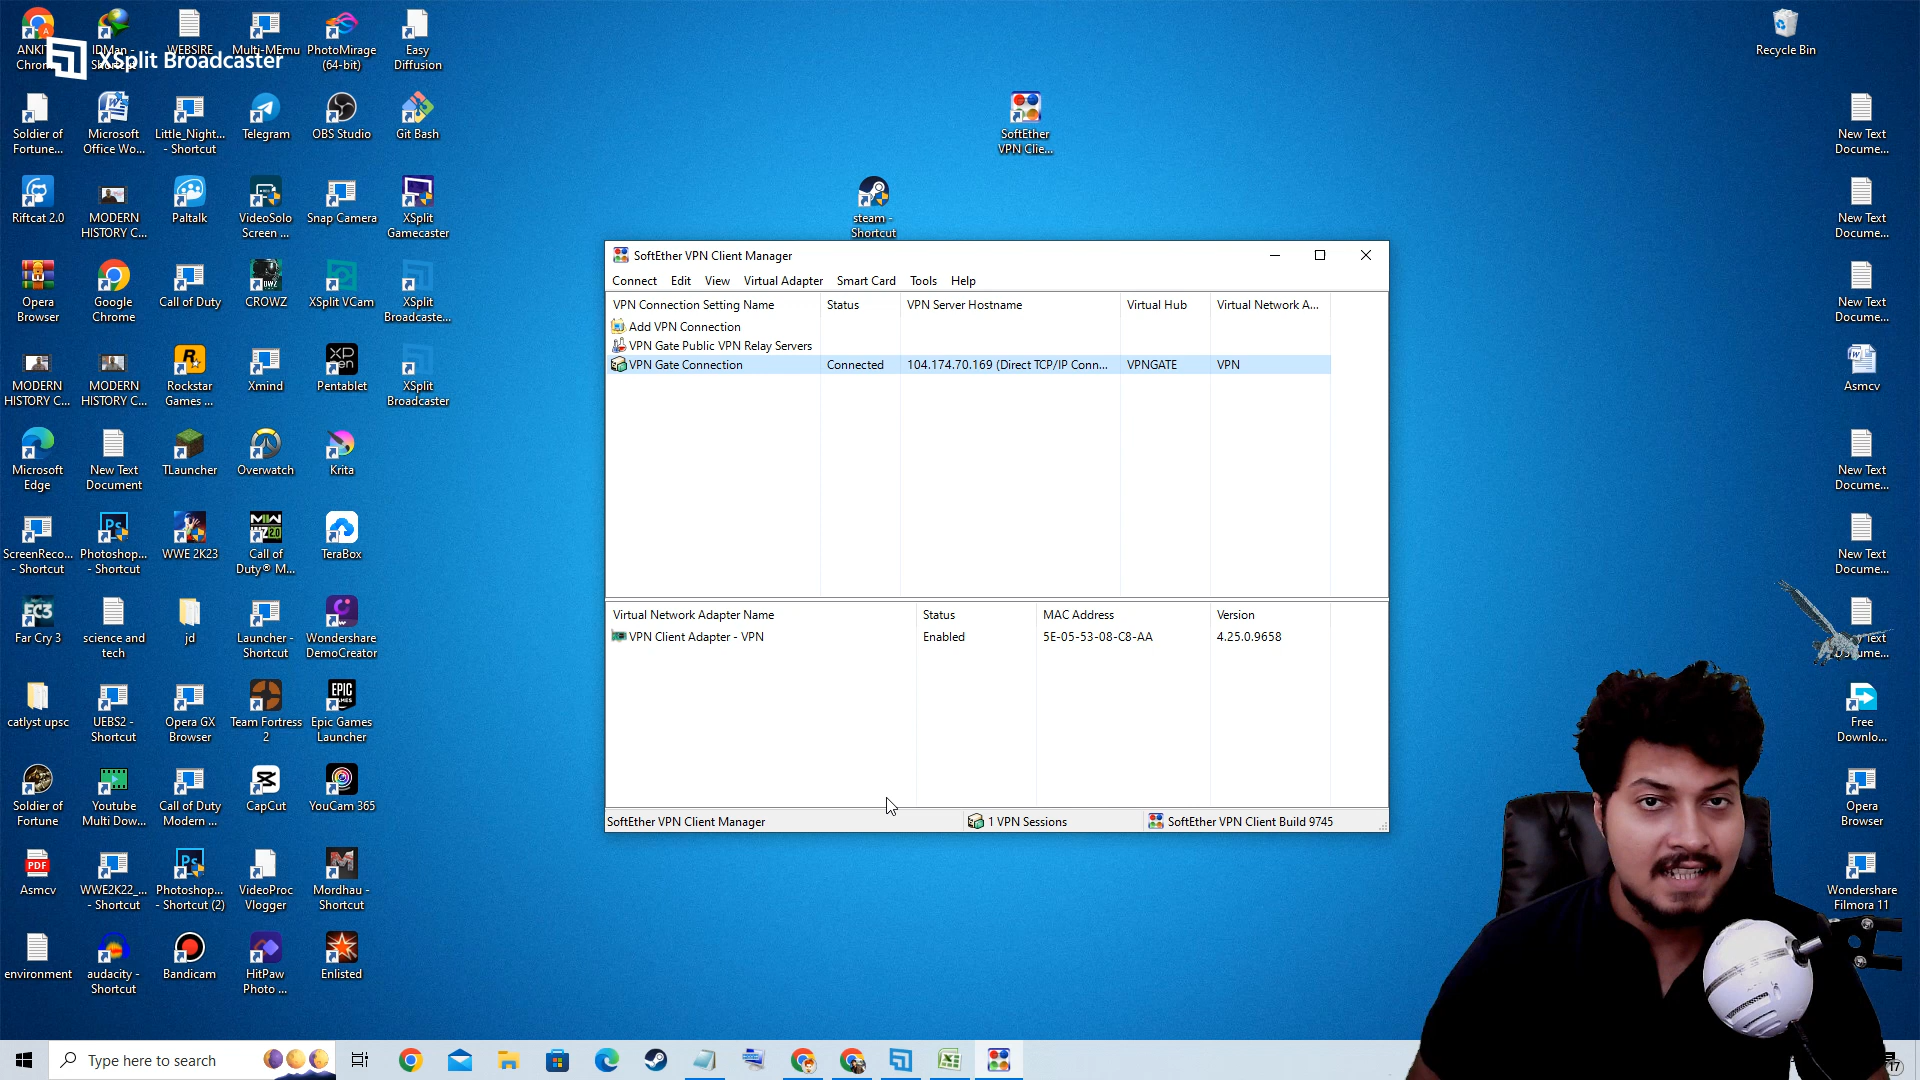 XSplit Broadcaster
ANKIT
Chrom
IDMan -
WEBSIRE
Multi-MEmu
- Shortcut
PhotoMirage
(64-bit)
Easy
Diffusion
Recycle Bin
Soldier of
Fortune...
Microsoft
Office Wo...
Little_Night...
- Shortcut
Telegram
OBS Studio
Git Bash
SoftEther
VPN Clie...
New Text
Docume...
Riftcat 2.0
MODERN
HISTORY C...
Paltalk
VideoSolo
Screen ...
Snap Camera
XSplit
Gamecaster
steam -
Shortcut
New Text
Docume...
Opera
Browser
Google
Chrome
Call of Duty
CROWZ
XSplit VCam
XSplit
Broadcaste...
New Text
Docume...
MODERN
HISTORY C...
MODERN
HISTORY C...
Rockstar
Games ...
Xmind
Pentablet
XSplit
Broadcaster
Asmcv
Microsoft
Edge
New Text
Document
TLauncher
Overwatch
Krita
New Text
Docume...
ScreenReco...
- Shortcut
Photoshop...
- Shortcut
WWE 2K23
Call of
Duty® M...
TeraBox
New Text
Docume...
Far Cry 3
science and
tech
jd
Launcher -
Shortcut
Wondershare
DemoCreator
Text
catlyst upsc
UEBS2 -
Shortcut
Opera GX
Browser
Team Fortress
2
Epic Games
Launcher
Free
Downlo...
Soldier of
Fortune
Youtube
Multi Dow...
Call of Duty
Modern ...
CapCut
YouCam 365
Opera
Browser
Asmcv
WWE2K22_...
- Shortcut
Photoshop...
- Shortcut (2)
VideoProc
Vlogger
Mordhau -
Shortcut
Wondershare
Filmora 11
environment
audacity -
Shortcut
Bandicam
HitPaw
Photo ...
Enlisted
SoftEther VPN Client Manager
Connect Edit View Virtual Adapter Smart Card Tools Help
VPN Connection Setting Name Status VPN Server Hostname Virtual Hub Virtual Network A...
Add VPN Connection
VPN Gate Public VPN Relay Servers
VPN Gate Connection Connected 104.174.70.169 (Direct TCP/IP Conn... VPNGATE VPN
Virtual Network Adapter Name Status MAC Address Version
VPN Client Adapter - VPN Enabled 5E-05-53-08-C8-AA 4.25.0.9658
SoftEther VPN Client Manager 1 VPN Sessions SoftEther VPN Client Build 9745
Type here to search
17